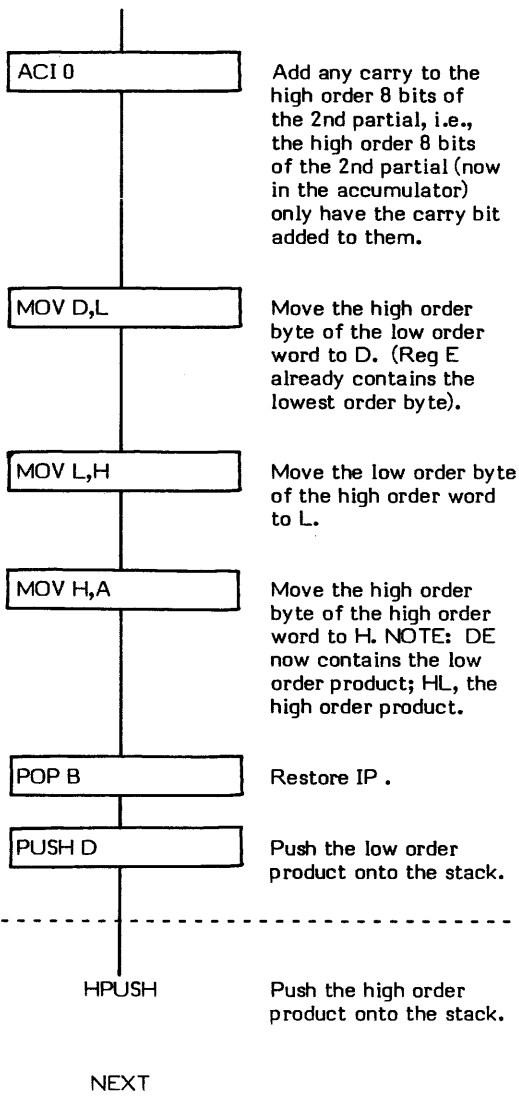 ACI 0
Add any carry to the
high order 8 bits of
the 2nd partial, i.e.,
the high order 8 bits
of the 2nd partial (now
in the accumulator)
only have the carry bit
added to them.
MOV D,L
Move the high order
byte of the low order
word to D. (Reg E
already contains the
lowest order byte).
MOV L,H
Move the low order byte
of the high order word
to L.
MOV H,A
Move the high order
byte of the high order
word to H. NOTE: DE
now contains the low
order product; HL, the
high order product.
POP B
Restore IP .
PUSH D
Push the low order
product onto the stack.
HPUSH
Push the high order
product onto the stack.
NEXT